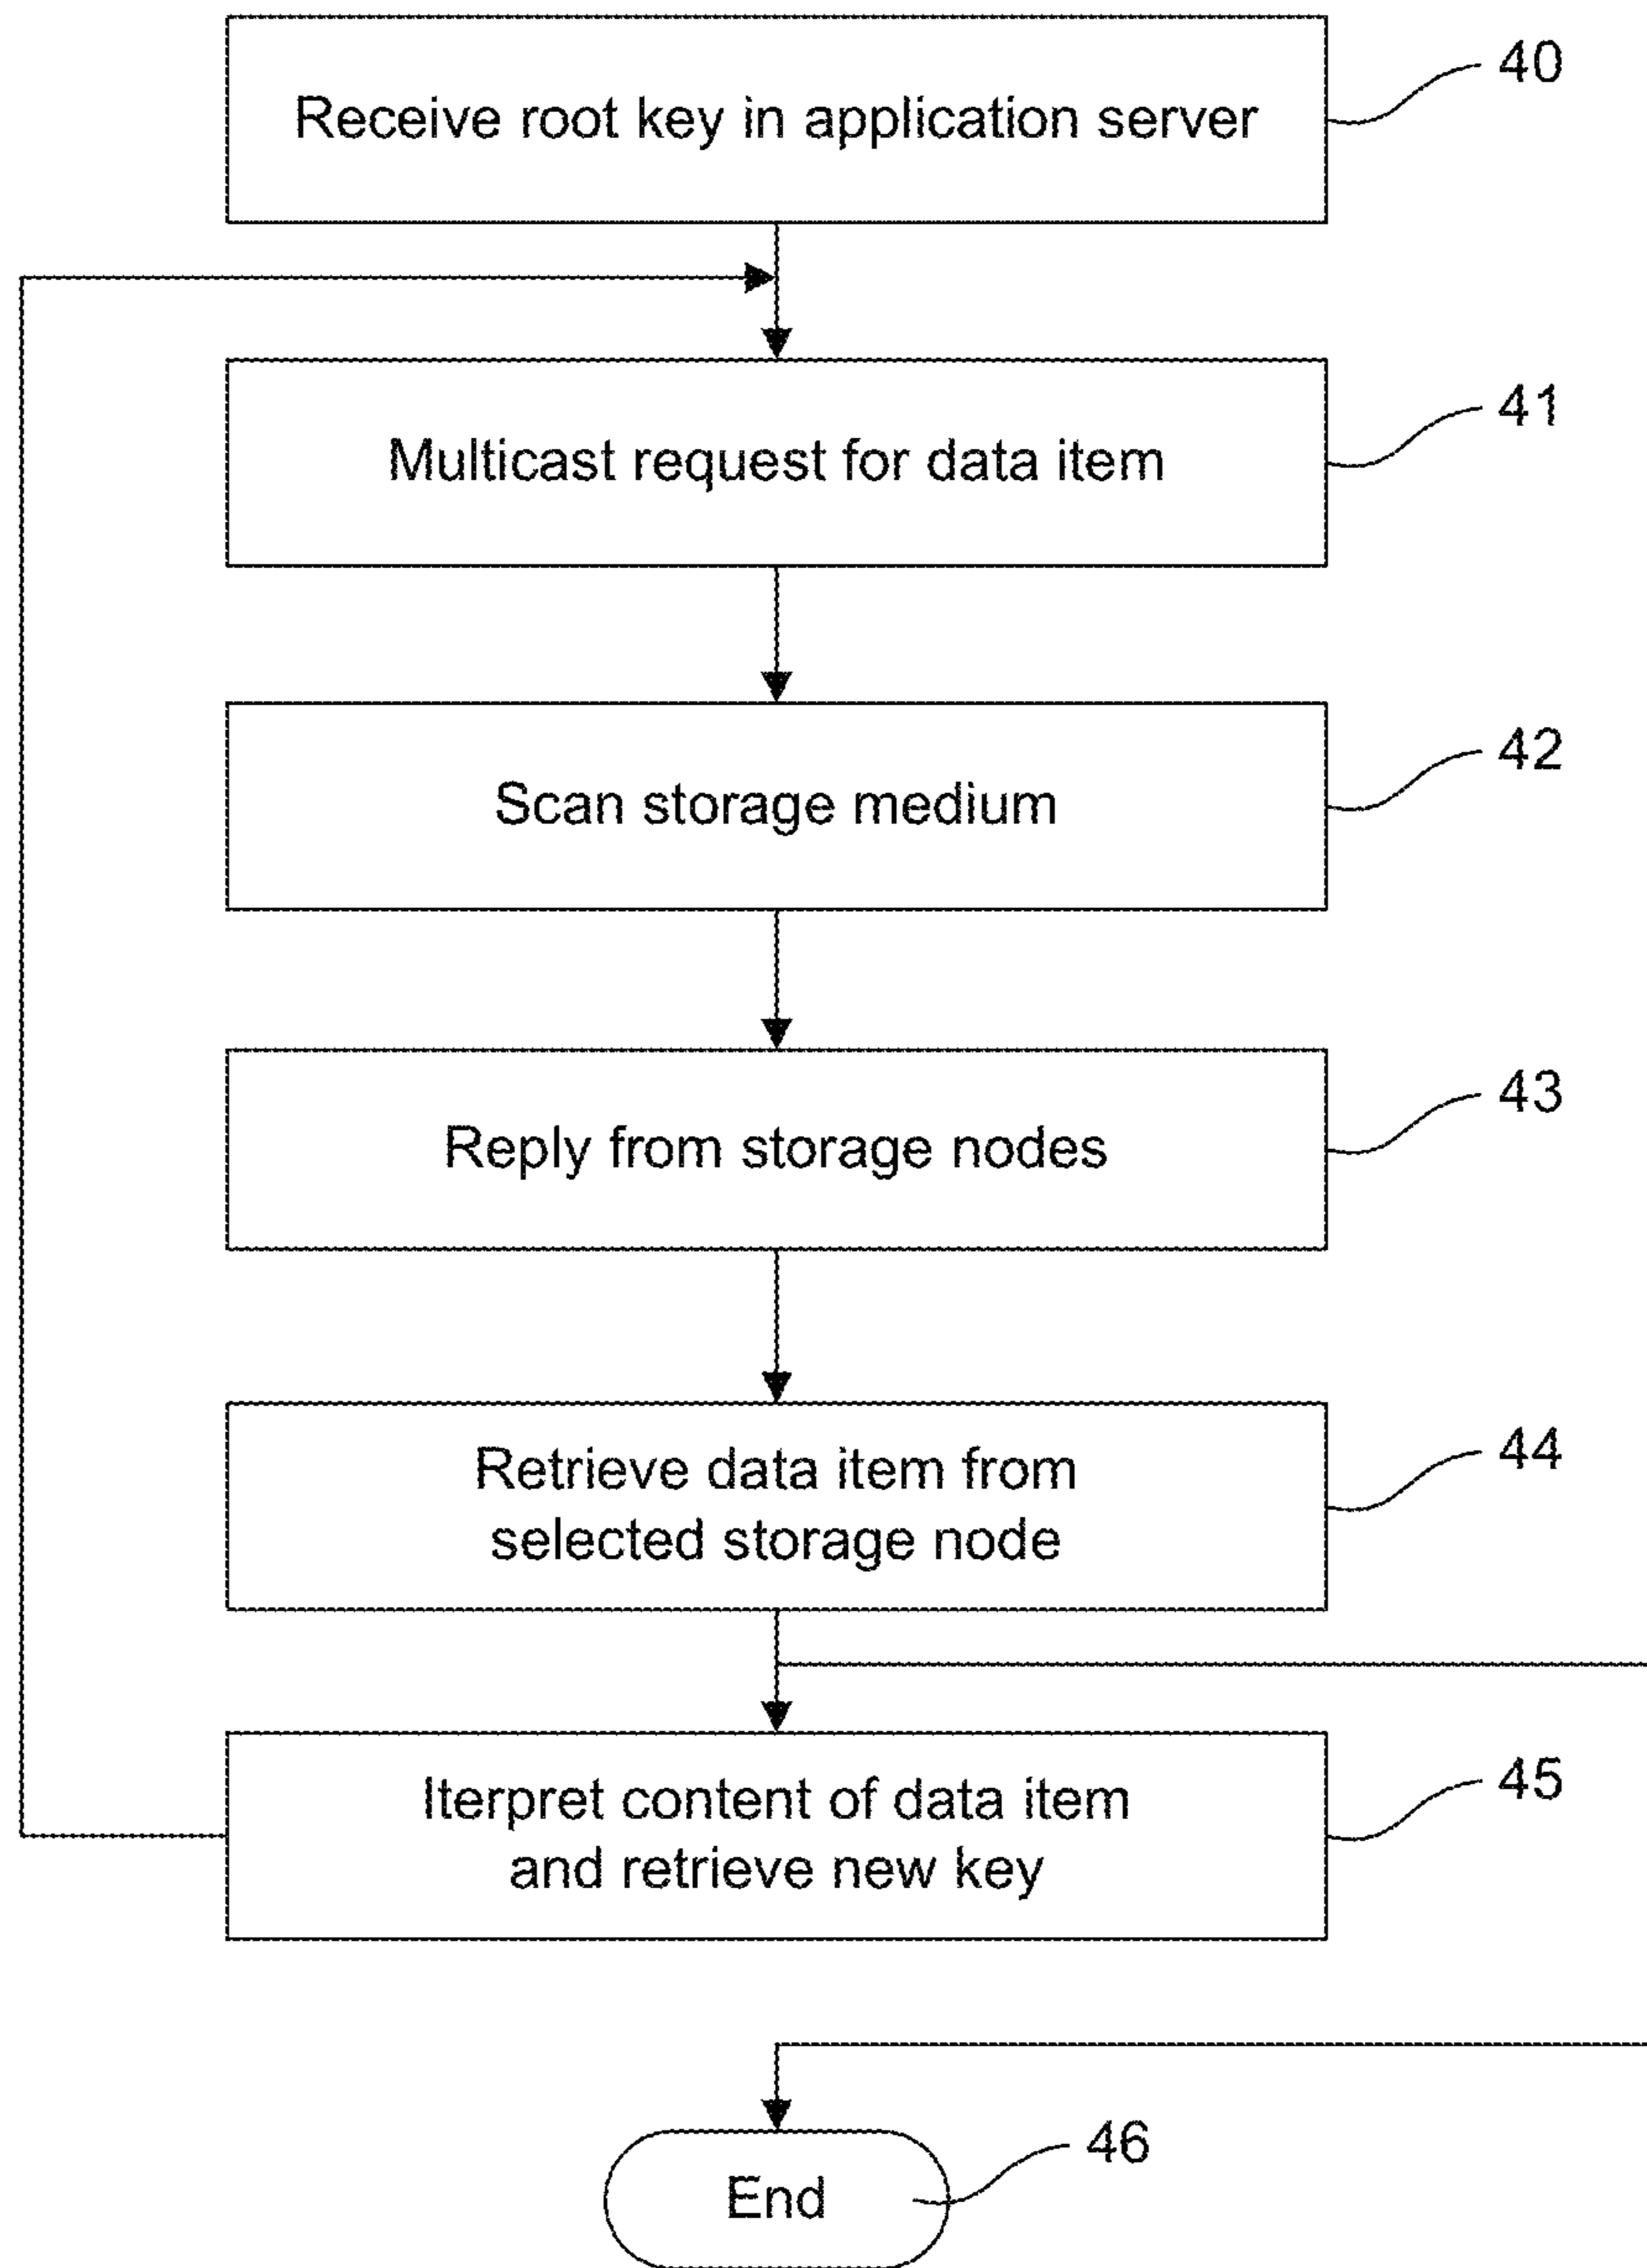 Receive root key in application server
40
Multicast request for data item
41
Scan storage medium
42
Reply from storage nodes
43
Retrieve data item from
selected storage node
44
Iterpret content of data item
and retrieve new key
45
End
46